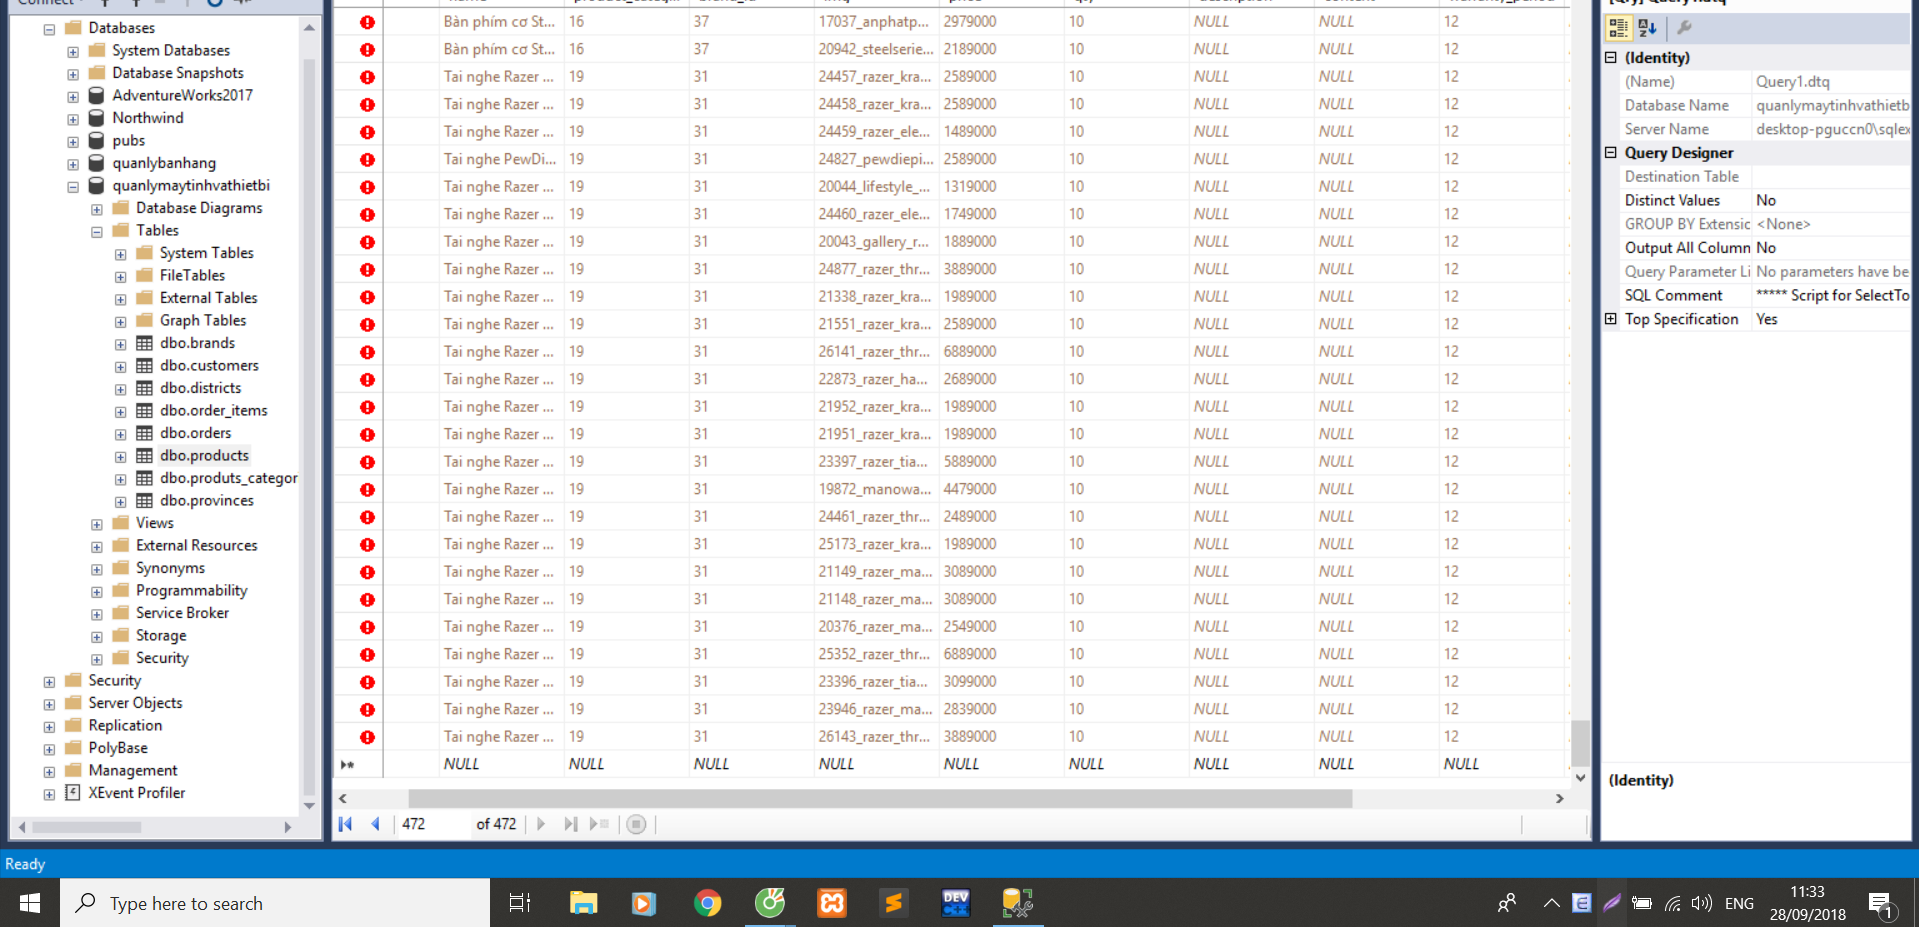 Databases
System Databases
Database Snapshots
AdventureWorks2017
Northwind
pubs
quanlybanhang
quanlymaytinhvathietbi
Database Diagrams
Tables
System Tables
FileTables
External Tables
Graph Tables
dbo.brands
dbo.customers
dbo.districts
dbo.order_items
dbo.orders
dbo.products
dbo.produts_categor
dbo.provinces
Views
External Resources
Synonyms
Programmability
Service Broker
Storage
Security
Security
Server Objects
Replication
PolyBase
Management
XEvent Profiler
Bàn phím cơ St... 16 37 17037_anphatp... 2979000 10 NULL NULL 12
Bàn phím cơ St... 16 37 20942_steelserie... 2189000 10 NULL NULL 12
Tai nghe Razer ... 19 31 24457_razer_kra... 2589000 10 NULL NULL 12
Tai nghe Razer ... 19 31 24458_razer_kra... 2589000 10 NULL NULL 12
Tai nghe Razer ... 19 31 24459_razer_ele... 1489000 10 NULL NULL 12
Tai nghe PewDi... 19 31 24827_pewdiepi... 2589000 10 NULL NULL 12
Tai nghe Razer ... 19 31 20044_lifestyle_... 1319000 10 NULL NULL 12
Tai nghe Razer ... 19 31 24460_razer_ele... 1749000 10 NULL NULL 12
Tai nghe Razer ... 19 31 20043_gallery_r... 1889000 10 NULL NULL 12
Tai nghe Razer ... 19 31 24877_razer_thr... 3889000 10 NULL NULL 12
Tai nghe Razer ... 19 31 21338_razer_kra... 1989000 10 NULL NULL 12
Tai nghe Razer ... 19 31 21551_razer_kra... 2589000 10 NULL NULL 12
Tai nghe Razer ... 19 31 26141_razer_thr... 6889000 10 NULL NULL 12
Tai nghe Razer ... 19 31 22873_razer_ha... 2689000 10 NULL NULL 12
Tai nghe Razer ... 19 31 21952_razer_kra... 1989000 10 NULL NULL 12
Tai nghe Razer ... 19 31 21951_razer_kra... 1989000 10 NULL NULL 12
Tai nghe Razer ... 19 31 23397_razer_tia... 5889000 10 NULL NULL 12
Tai nghe Razer ... 19 31 19872_manowa... 4479000 10 NULL NULL 12
Tai nghe Razer ... 19 31 24461_razer_thr... 2489000 10 NULL NULL 12
Tai nghe Razer ... 19 31 25173_razer_kra... 1989000 10 NULL NULL 12
Tai nghe Razer ... 19 31 21149_razer_ma... 3089000 10 NULL NULL 12
Tai nghe Razer ... 19 31 21148_razer_ma... 3089000 10 NULL NULL 12
Tai nghe Razer ... 19 31 20376_razer_ma... 2549000 10 NULL NULL 12
Tai nghe Razer ... 19 31 25352_razer_thr... 6889000 10 NULL NULL 12
Tai nghe Razer ... 19 31 23396_razer_tia... 3099000 10 NULL NULL 12
Tai nghe Razer ... 19 31 23946_razer_ma... 2839000 10 NULL NULL 12
Tai nghe Razer ... 19 31 26143_razer_thr... 3889000 10 NULL NULL 12
NULL NULL NULL NULL NULL NULL NULL NULL NULL
472 of 472
(Identity)
(Name) Query1.dtq
Database Name quanlymaytinhvathietb
Server Name desktop-pguccn0\sqlex
Query Designer
Destination Table
Distinct Values No
GROUP BY Extensic <None>
Output All Column No
Query Parameter Li No parameters have be
SQL Comment ***** Script for SelectTo
Top Specification Yes
(Identity)
Ready
Type here to search
DEV
ENG
11:33
28/09/2018
1